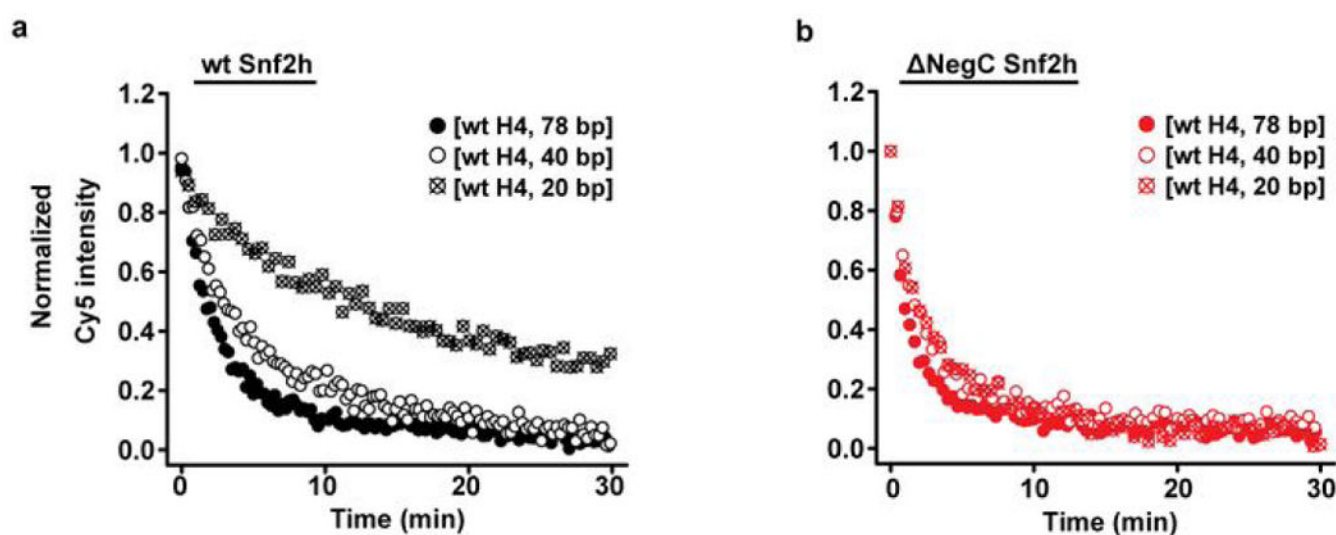 a
wt Snf2h
1.2
1.0
0.8
0.6
0.4
0.2
0.0
Normalized
Cy5 intensity
[wt H4, 78 bp]
[wt H4, 40 bp]
[wt H4, 20 bp]
0
10
20
30
Time (min)
b
ΔNegC Snf2h
1.2
1.0
0.8
0.6
0.4
0.2
0.0
[wt H4, 78 bp]
[wt H4, 40 bp]
[wt H4, 20 bp]
0
10
20
30
Time (min)